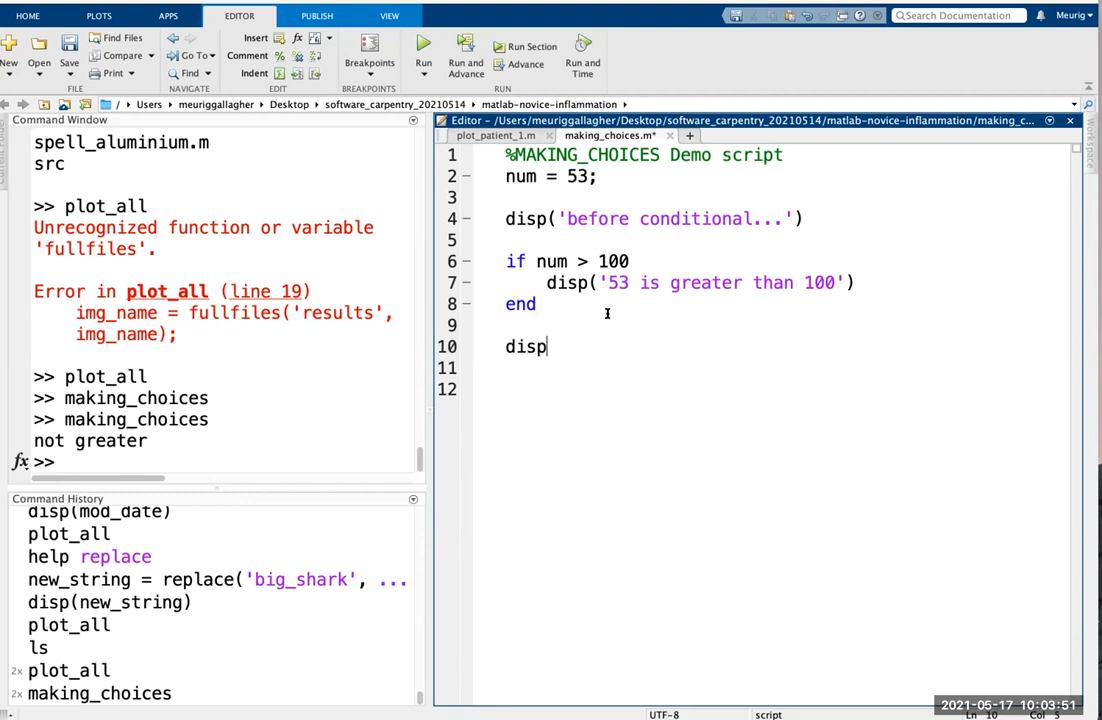 HOME PLOTS APPS EDITOR PUBLISH VIEW Search Documentation Meurig
New Open Save Find Files Compare Print Go To Find Insert fx Comment % Indent Breakpoints Run Run and Advance Run Section Advance Run and Time
FILE NAVIGATE EDIT BREAKPOINTS RUN
/ Users meuriggallagher Desktop software_carpentry_20210514 matlab-novice-inflammation
Command Window
spell_aluminium.m
src
>> plot_all
Unrecognized function or variable
'fullfiles'.
Error in plot_all (line 19)
img_name = fullfiles('results',
img_name);
>> plot_all
>> making_choices
>> making_choices
not greater
fx >>
Command History
disp(mod_date)
plot_all
help replace
new_string = replace('big_shark', ...
disp(new_string)
plot_all
ls
2x plot_all
2x making_choices
Editor - /Users/meuriggallagher/Desktop/software_carpentry_20210514/matlab-novice-inflammation/making_c...
plot_patient_1.m making_choices.m* +
1 %MAKING_CHOICES Demo script
2 - num = 53;
3
4 - disp('before conditional...')
5
6 - if num > 100
7 - disp('53 is greater than 100')
8 - end
9
10 disp
11
12
Workspace
2021-05-17 10:03:51
UTF-8 script Ln 10 Col 5